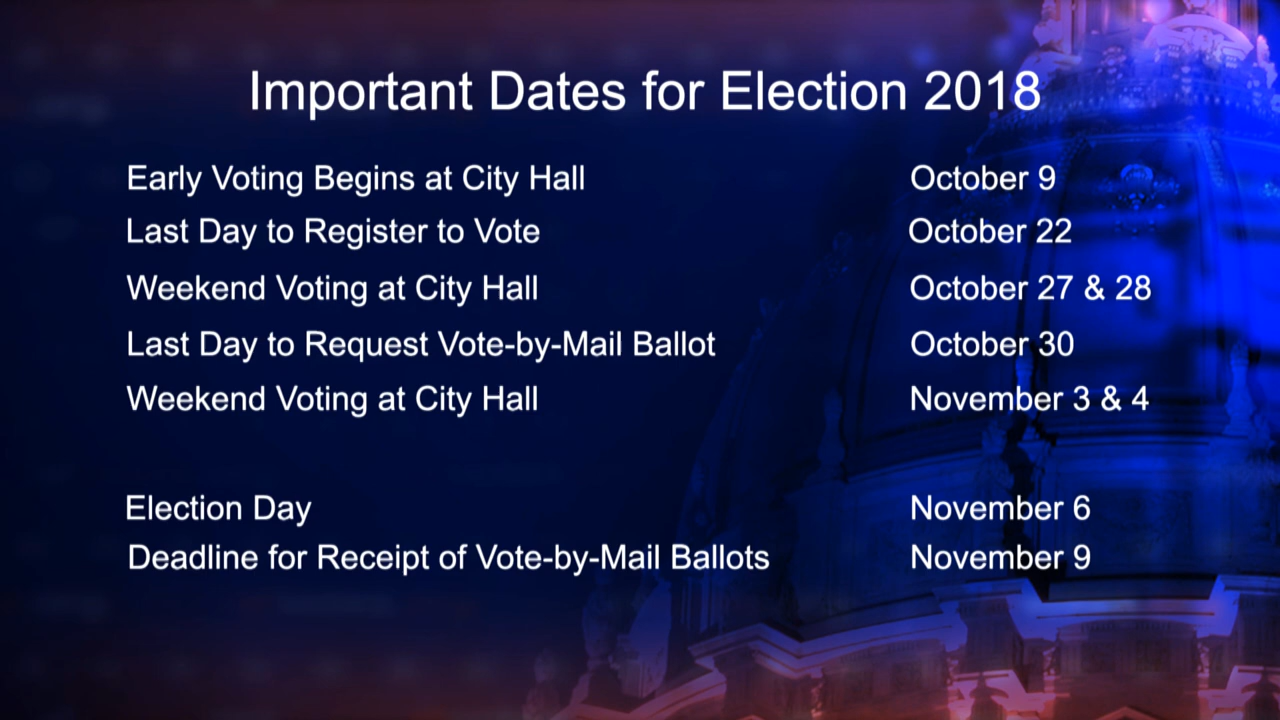 Important Dates for Election 2018
Early Voting Begins at City Hall October 9
Last Day to Register to Vote October 22
Weekend Voting at City Hall October 27 & 28
Last Day to Request Vote-by-Mail Ballot October 30
Weekend Voting at City Hall November 3 & 4
Election Day November 6
Deadline for Receipt of Vote-by-Mail Ballots November 9